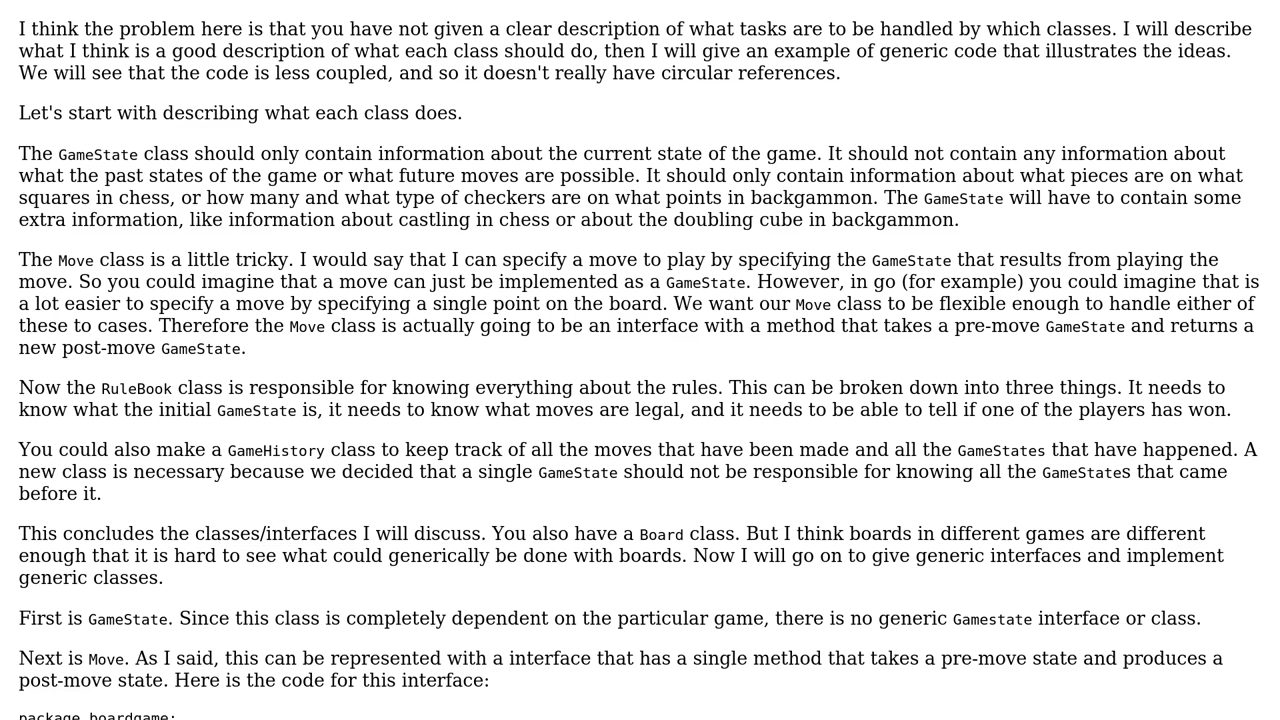 I think the problem here is that you have not given a clear description of what tasks are to be handled by which classes. I will describe
what I think is a good description of what each class should do, then I will give an example of generic code that illustrates the ideas.
We will see that the code is less coupled, and so it doesn't really have circular references.
Let's start with describing what each class does.
The GameState class should only contain information about the current state of the game. It should not contain any information about
what the past states of the game or what future moves are possible. It should only contain information about what pieces are on what
squares in chess, or how many and what type of checkers are on what points in backgammon. The GameState will have to contain some
extra information, like information about castling in chess or about the doubling cube in backgammon.
The Move class is a little tricky. I would say that I can specify a move to play by specifying the GameState that results from playing the
move. So you could imagine that a move can just be implemented as a GameState. However, in go (for example) you could imagine that is
a lot easier to specify a move by specifying a single point on the board. We want our Move class to be flexible enough to handle either of
these to cases. Therefore the Move class is actually going to be an interface with a method that takes a pre-move GameState and returns a
new post-move GameState.
Now the RuleBook class is responsible for knowing everything about the rules. This can be broken down into three things. It needs to
know what the initial GameState is, it needs to know what moves are legal, and it needs to be able to tell if one of the players has won.
You could also make a GameHistory class to keep track of all the moves that have been made and all the GameStates that have happened. A
new class is necessary because we decided that a single GameState should not be responsible for knowing all the GameStates that came
before it.
This concludes the classes/interfaces I will discuss. You also have a Board class. But I think boards in different games are different
enough that it is hard to see what could generically be done with boards. Now I will go on to give generic interfaces and implement
generic classes.
First is GameState. Since this class is completely dependent on the particular game, there is no generic Gamestate interface or class.
Next is Move. As I said, this can be represented with a interface that has a single method that takes a pre-move state and produces a
post-move state. Here is the code for this interface:
package boardgame;